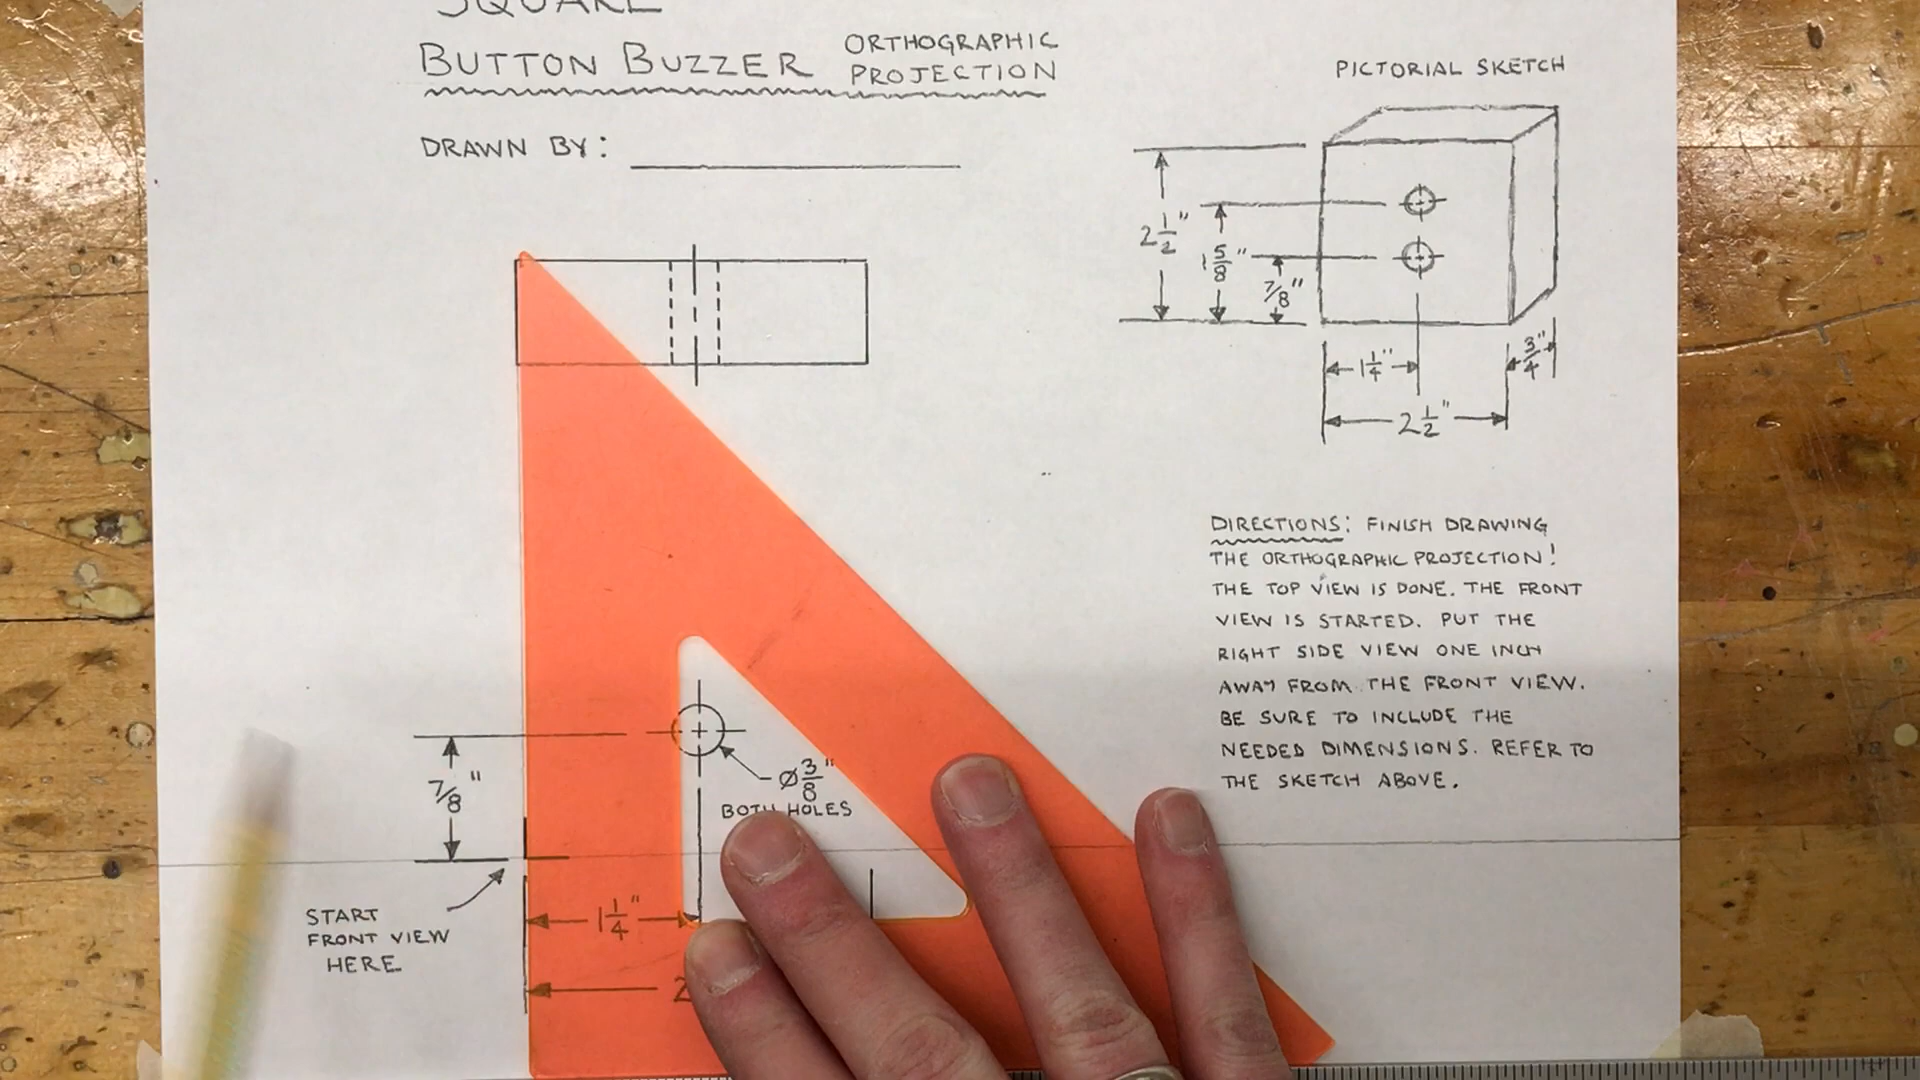 SQUARE
BUTTON BUZZER
ORTHOGRAPHIC
PROJECTION
DRAWN BY:
PICTORIAL SKETCH
2 1/2"
1 5/8"
7/8"
1 1/4"
3/4"
2 1/2"
DIRECTIONS: FINISH DRAWING
THE ORTHOGRAPHIC PROJECTION!
THE TOP VIEW IS DONE. THE FRONT
VIEW IS STARTED. PUT THE
RIGHT SIDE VIEW ONE INCH
AWAY FROM THE FRONT VIEW.
BE SURE TO INCLUDE THE
NEEDED DIMENSIONS. REFER TO
THE SKETCH ABOVE.
7/8"
Ø 3/8"
BOTH HOLES
START
FRONT VIEW
HERE
1 1/4"
2